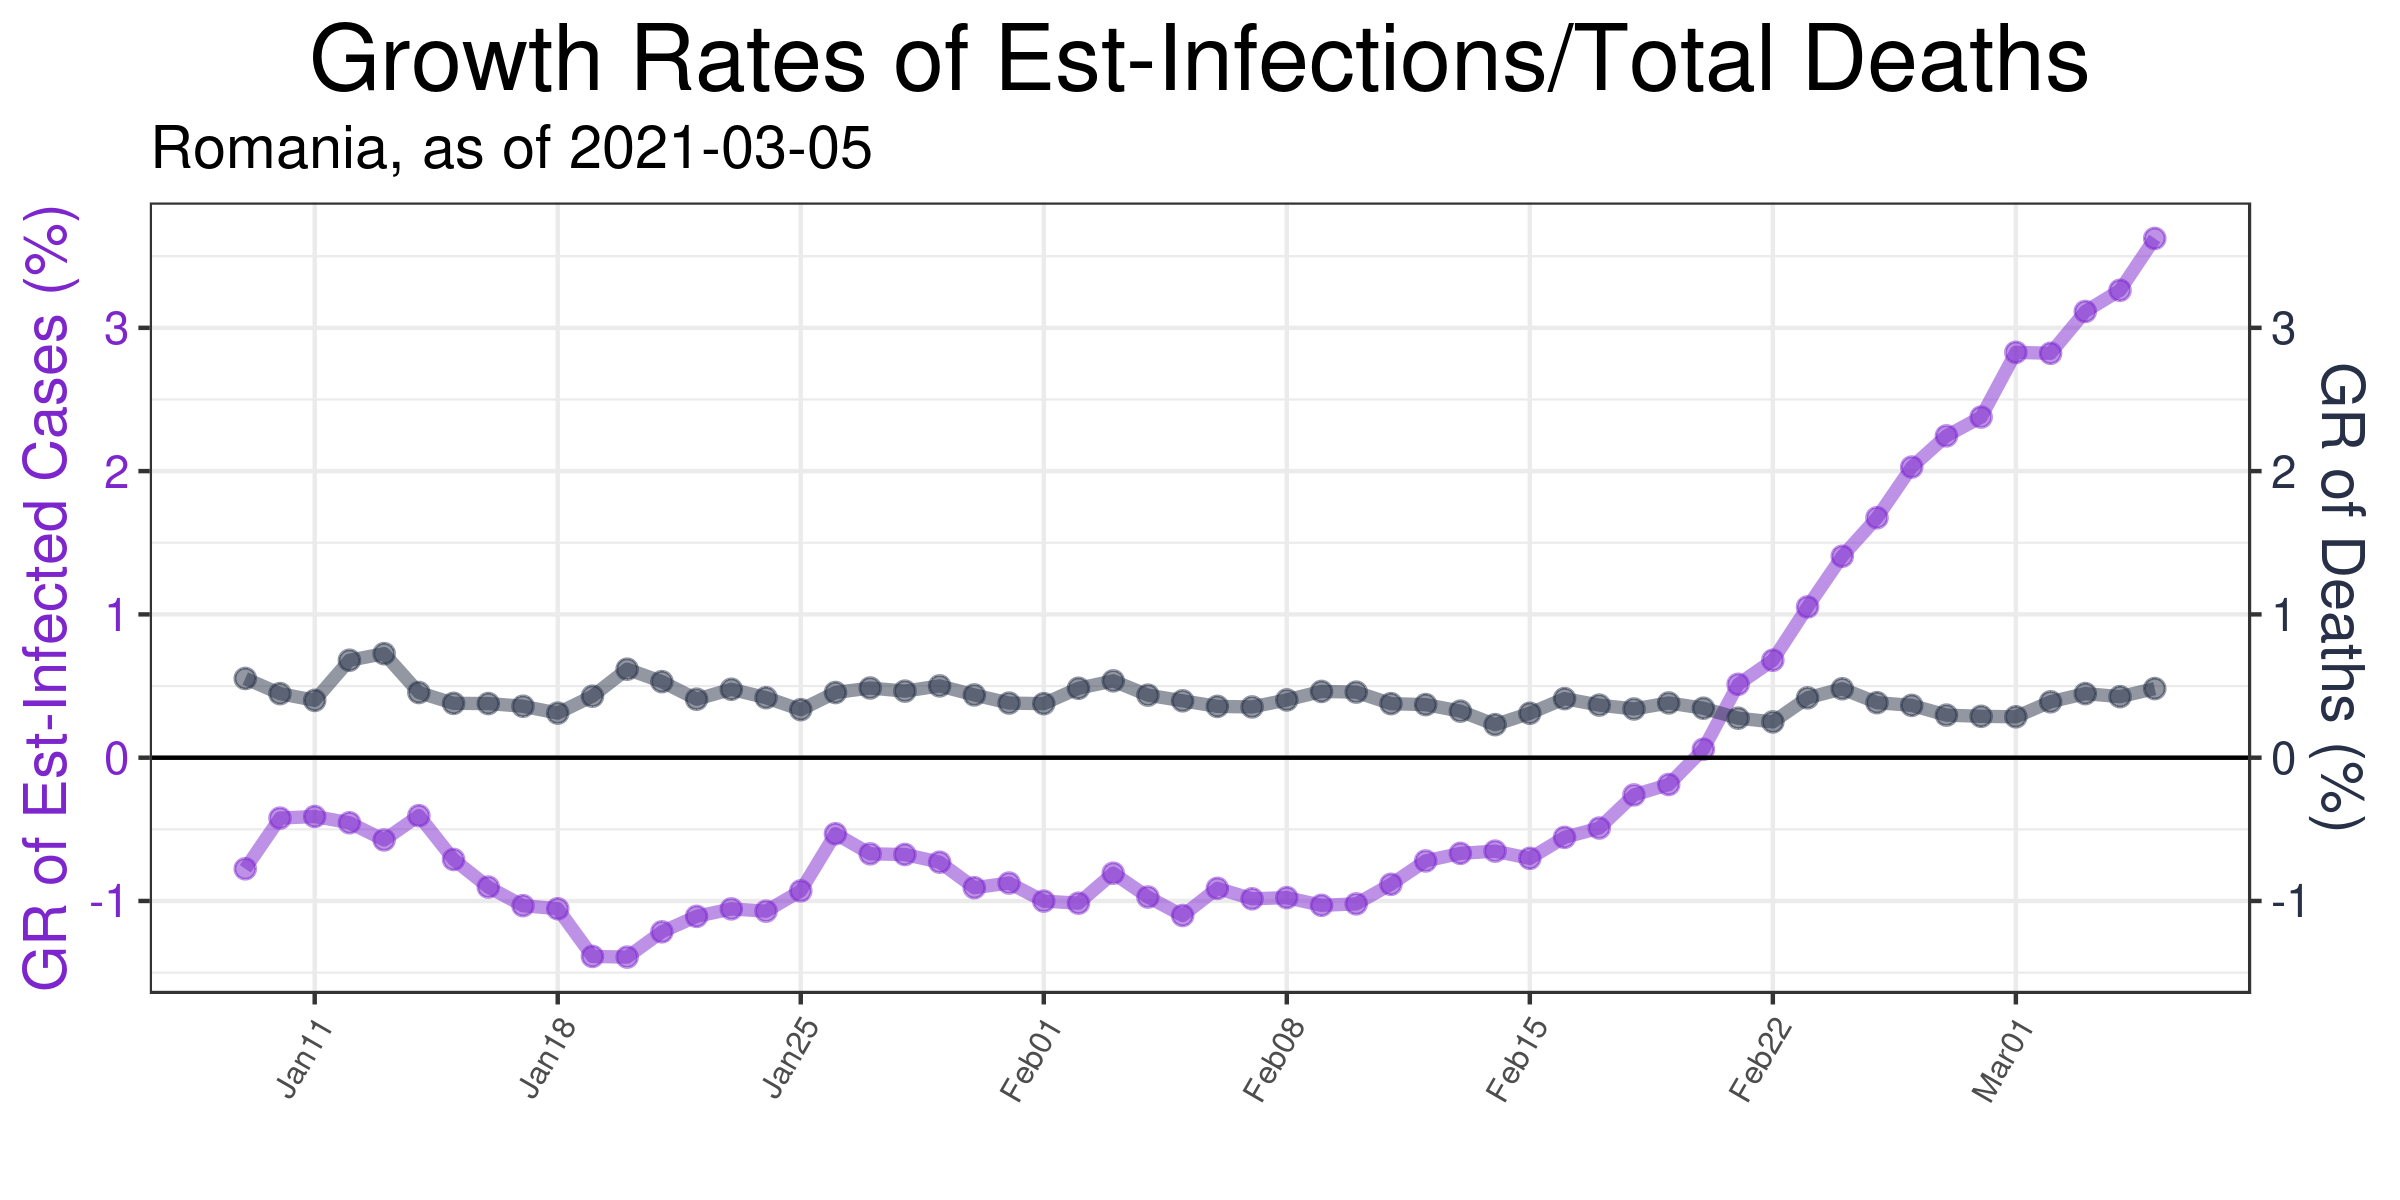 Growth Rates of Est-Infections/Total Deaths
Romania, as of 2021-03-05
GR of Est-Infected Cases (%)
3
2
1
0
-1
3
2
1
0
-1
GR of Deaths (%)
Jan11
Jan18
Jan25
Feb01
Feb08
Feb15
Feb22
Mar01